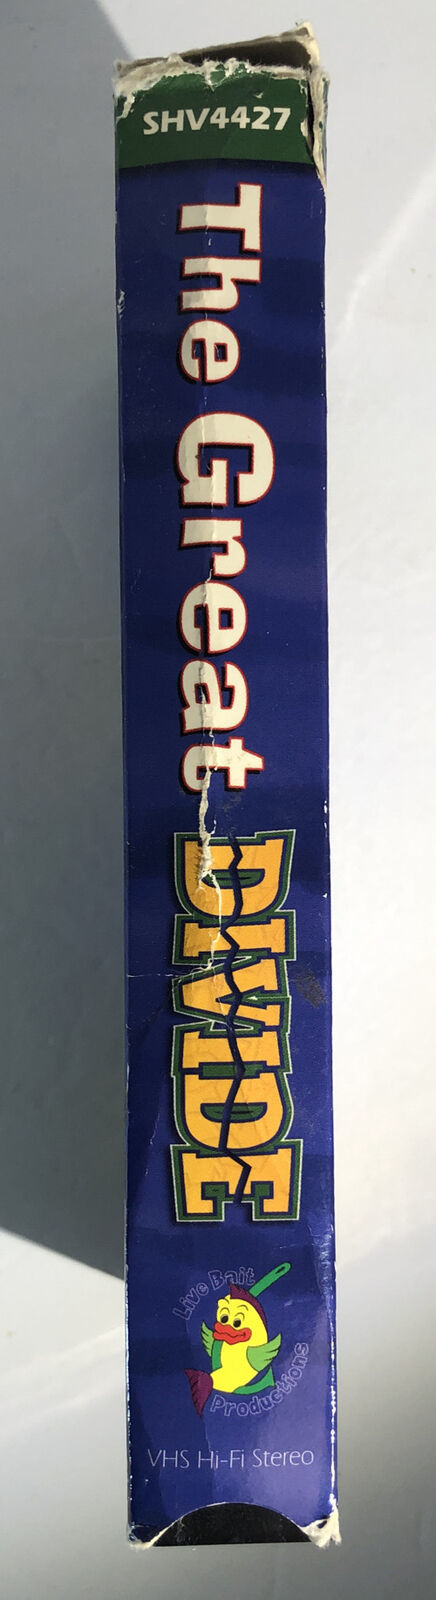 SHV4427
The Great
DIVIDE
Live Bait
Productions
VHS Hi-Fi Stereo